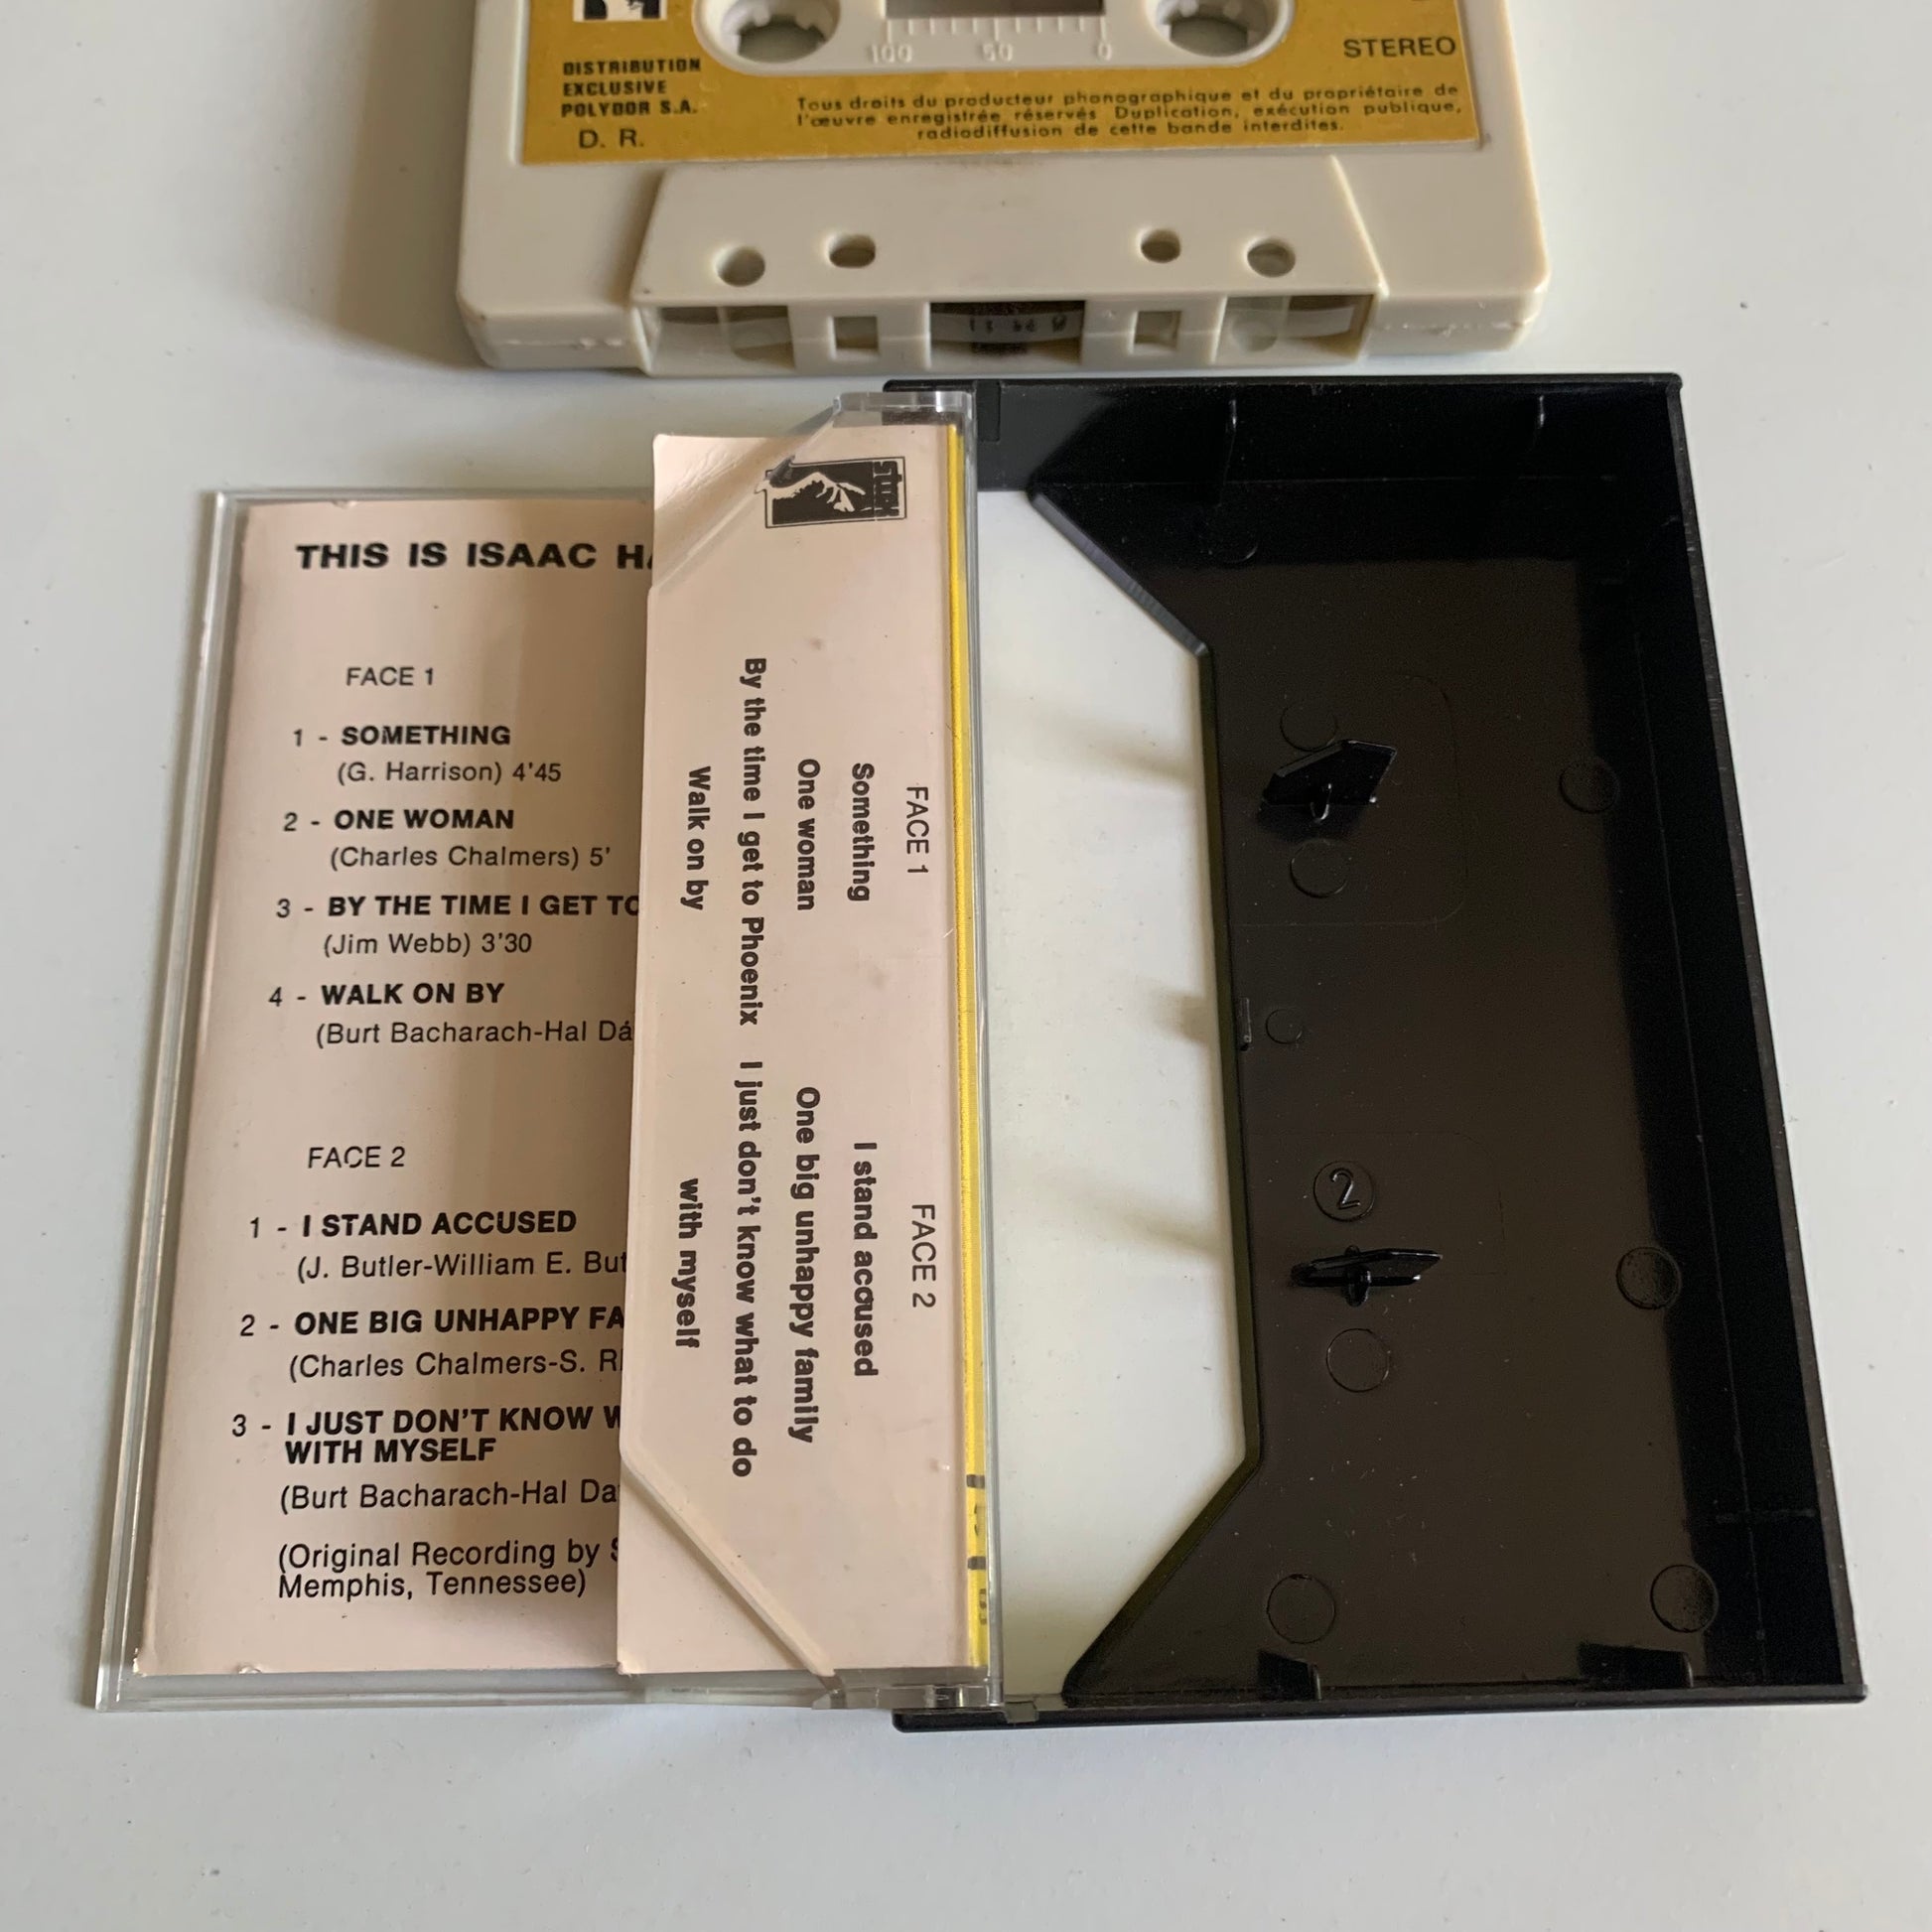 DISTRIBUTION
EXCLUSIVE
POLYDOR S.A.
D. R.
100 50 0
STEREO
Tous droits du producteur phonographique et du propriétaire de
l'œuvre enregistrée réservés Duplication, exécution publique,
radiodiffusion de cette bande interdites.
THIS IS ISAAC
FACE 1
1 - SOMETHING
(G. Harrison) 4'45
2 - ONE WOMAN
(Charles Chalmers) 5'
3 - BY THE TIME I GET TO
(Jim Webb) 3'30
4 - WALK ON BY
(Burt Bacharach-Hal Dá
FACE 2
1 - I STAND ACCUSED
(J. Butler-William E. But
2 - ONE BIG UNHAPPY FA
(Charles Chalmers-S.
3 - I JUST DON'T KNOW W
WITH MYSELF
(Burt Bacharach-Hal Da
(Original Recording by
Memphis, Tennessee)
stax
FACE 1
Something
One woman
By the time I get to Phoenix
Walk on by
FACE 2
I stand accused
One big unhappy family
I just don't know what to do
with myself
2